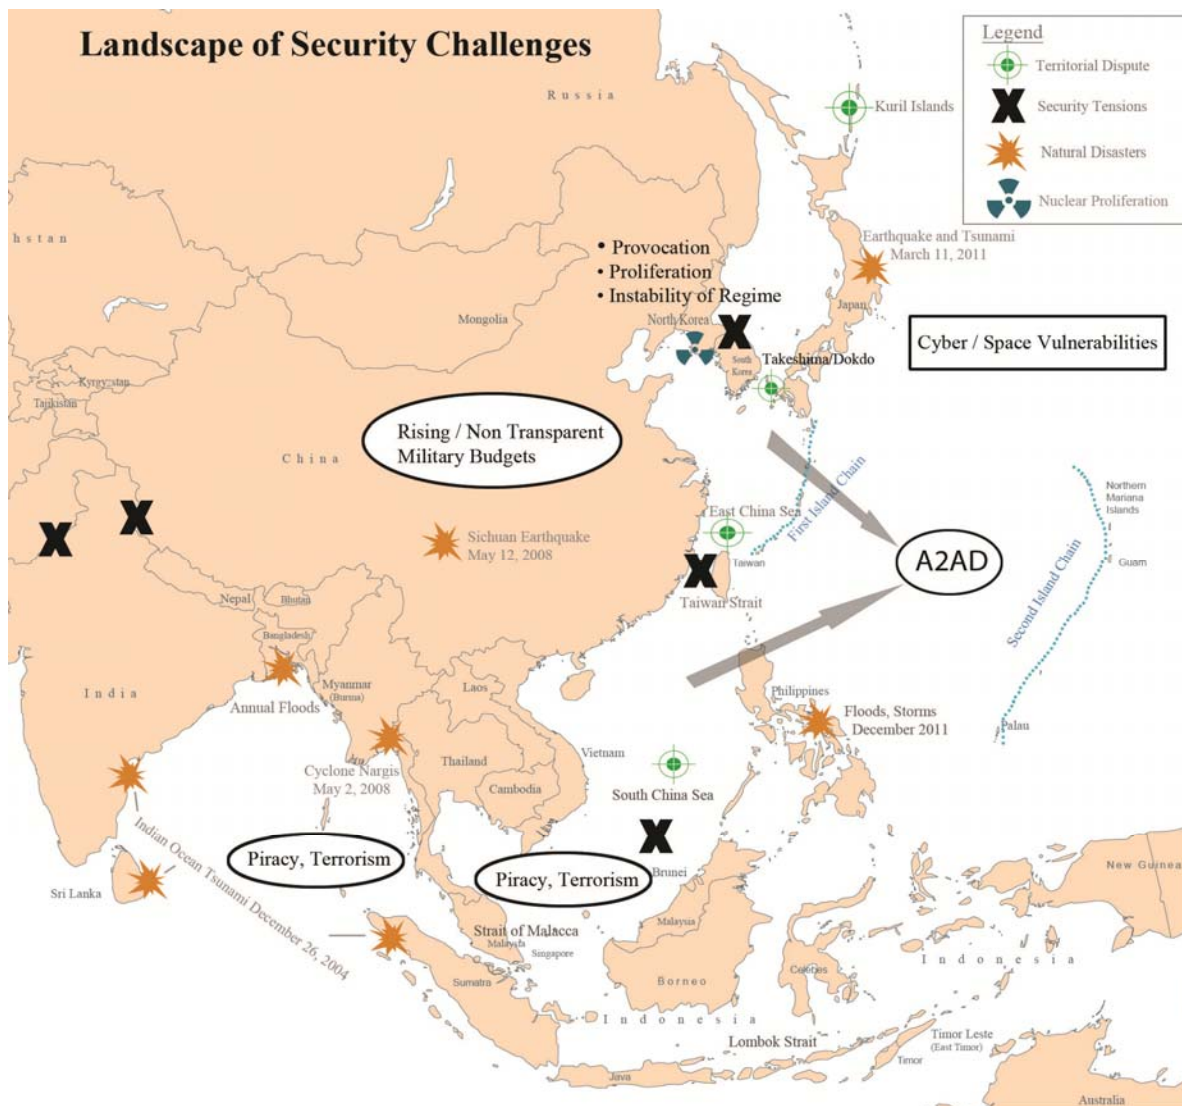 Landscape of Security Challenges
Legend
Territorial Dispute
Security Tensions
Natural Disasters
Nuclear Proliferation
Russia
Kuril Islands
hstan
Earthquake and Tsunami
March 11, 2011
• Provocation
• Proliferation
• Instability of Regime
Japan
Mongolia
North Korea
Cyber / Space Vulnerabilities
South
Korea
Takeshima/Dokdo
Kyrgyzstan
Tajikistan
Rising / Non Transparent
Military Budgets
China
First Island Chain
Northern
Mariana
Islands
East China Sea
Sichuan Earthquake
May 12, 2008
Taiwan
A2AD
Guam
Second Island Chain
Taiwan Strait
Nepal
Bhutan
Bangladesh
India
Myanmar
(Burma)
Laos
Annual Floods
Philippines
Floods, Storms
December 2011
Palau
Vietnam
Thailand
Cyclone Nargis
May 2, 2008
Cambodia
South China Sea
Indian Ocean Tsunami December 26, 2004
Piracy, Terrorism
Piracy, Terrorism
Brunei
New Guinea
Sri Lanka
Malaysia
Strait of Malacca
Malaysia
Singapore
Indonesia
Sumatra
Borneo
Celebes
Indonesia
Lombok Strait
Timor Leste
(East Timor)
Timor
Java
Australia